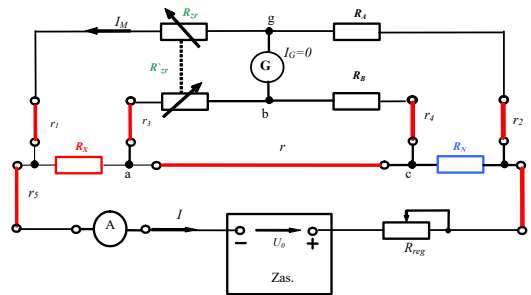 I_M
R_zr
g
R_A
G
I_G=0
R`_zr
R_B
b
r_1
r_3
r_4
r_2
R_X
a
r
c
R_N
r_5
A
I
U_0
− +
Zas.
R_reg